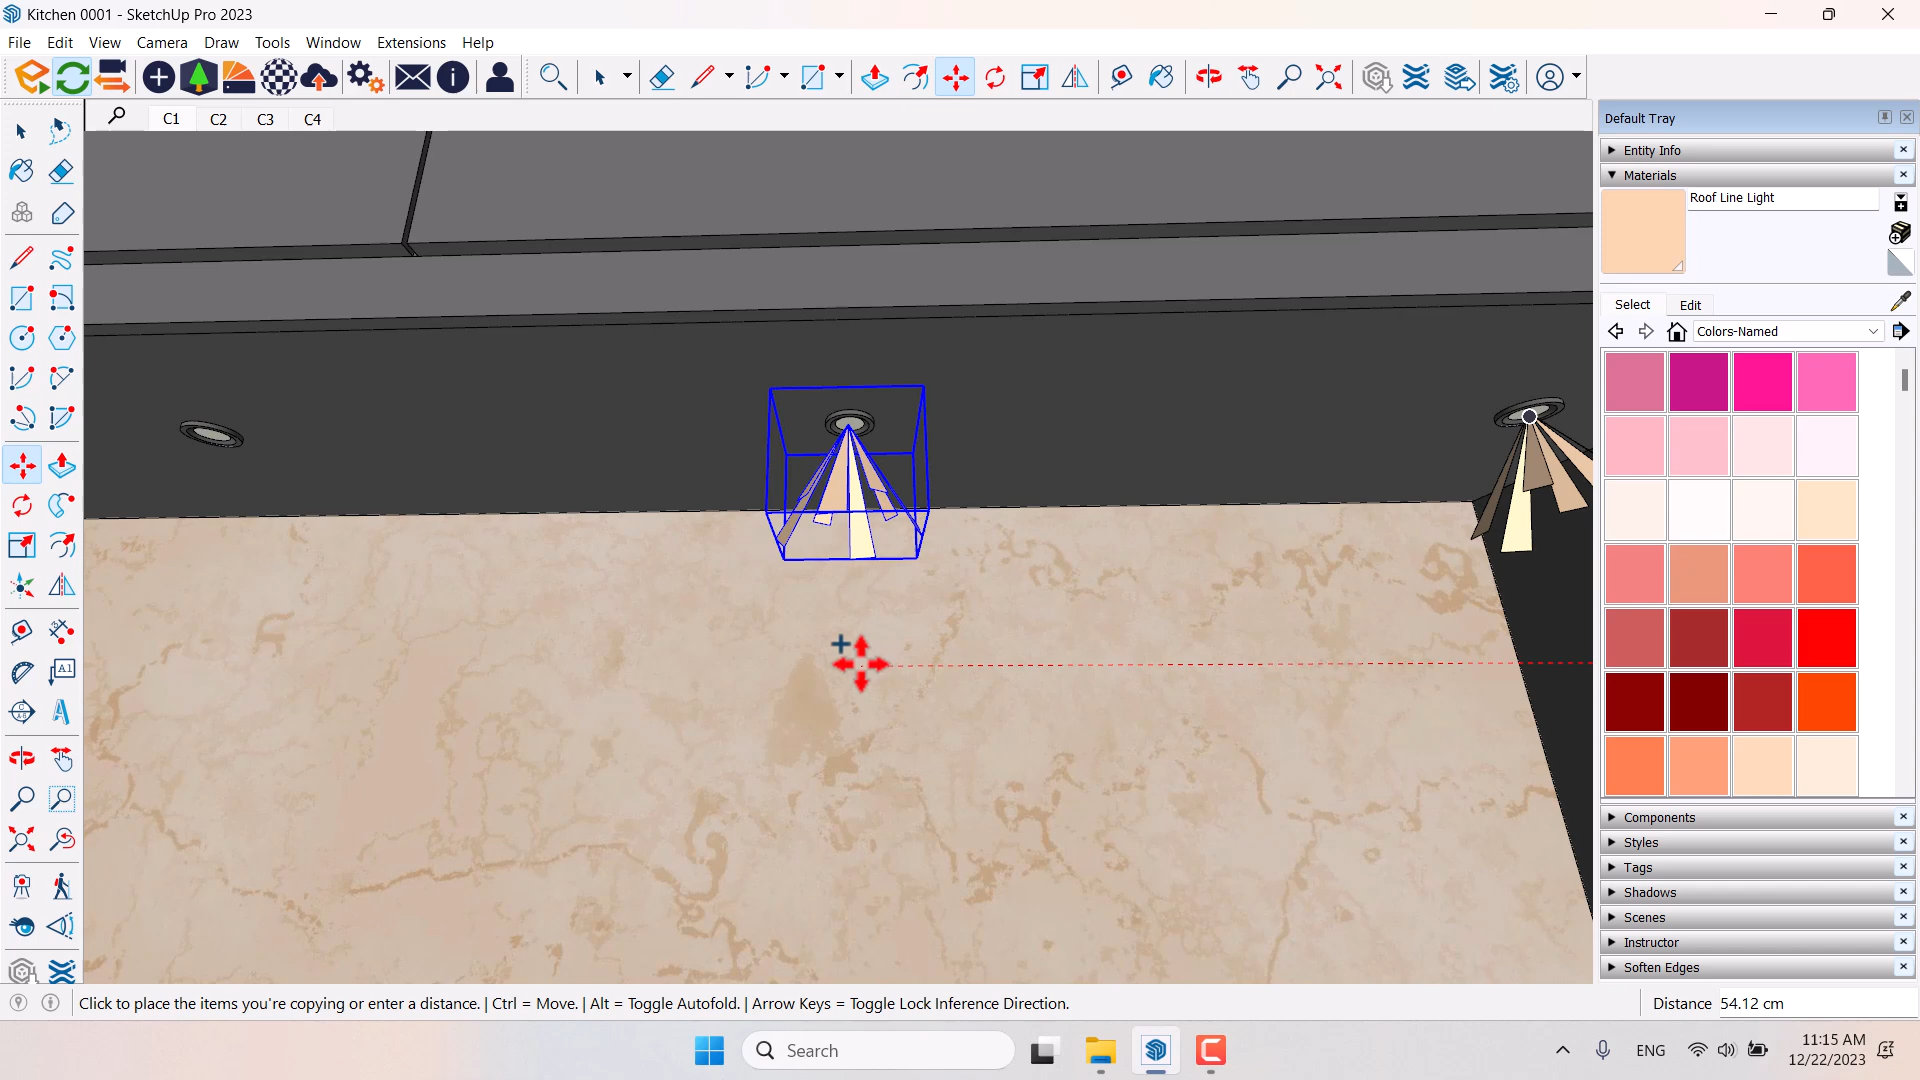 Kitchen 0001 - SketchUp Pro 2023
File Edit View Camera Draw Tools Window Extensions Help
C1 C2 C3 C4
Default Tray
Entity Info
Materials
Roof Line Light
Select Edit
Colors-Named
Components
Styles
Tags
Shadows
Scenes
Instructor
Soften Edges
Click to place the items you're copying or enter a distance. | Ctrl = Move. | Alt = Toggle Autofold. | Arrow Keys = Toggle Lock Inference Direction.
Distance 54.12 cm
Search
ENG
11:15 AM
12/22/2023